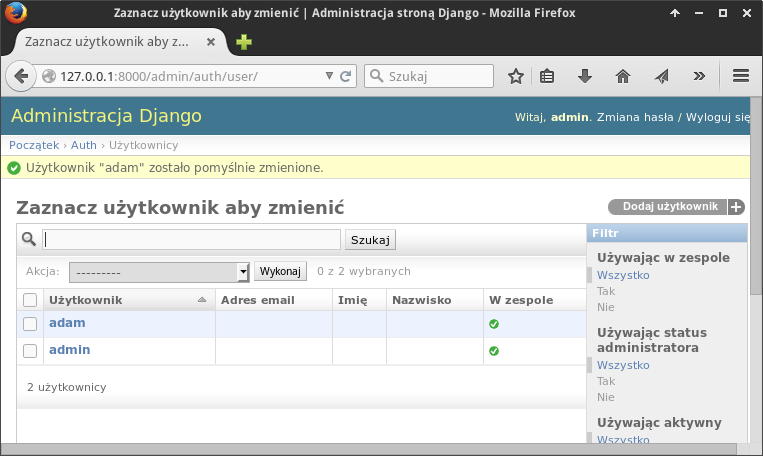 Zaznacz użytkownik aby zmienić | Administracja stroną Django - Mozilla Firefox
Zaznacz użytkownik aby z...
127.0.0.1:8000/admin/auth/user/
Szukaj
Administracja Django
Witaj, admin. Zmiana hasła / Wyloguj się
Początek › Auth › Użytkownicy
Użytkownik "adam" zostało pomyślnie zmienione.
Zaznacz użytkownik aby zmienić
Dodaj użytkownik
Szukaj
Akcja: --------- Wykonaj 0 z 2 wybranych
Użytkownik Adres email Imię Nazwisko W zespole
adam
admin
2 użytkownicy
Filtr
Używając w zespole
Wszystko
Tak
Nie
Używając status
administratora
Wszystko
Tak
Nie
Używając aktywny
Wszystko